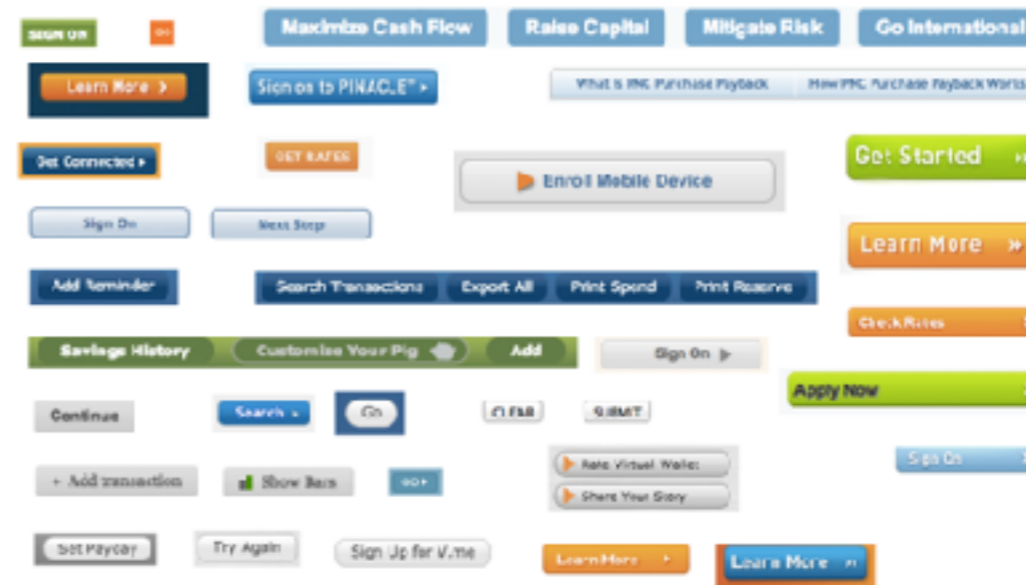 SIGN ON
GO
Maximize Cash Flow
Raise Capital
Mitigate Risk
Go International
Learn More
Sign on to PINACLE
What is PNC Purchase Payback
How PNC Purchase Payback Works
Get Connected
GET RATES
Enroll Mobile Device
Get Started
Sign On
Next Step
Learn More
Add Reminder
Search Transactions
Export All
Print Spend
Print Reserve
Check Rates
Savings History
Customize Your Pig
Add
Sign On
Apply Now
Continue
Search
Go
CLEAR
SUBMIT
Sign On
+ Add transaction
Show Bars
GO
Rate Virtual Wallet
Share Your Story
Set Payday
Try Again
Sign Up for V.me
Learn More
Learn More